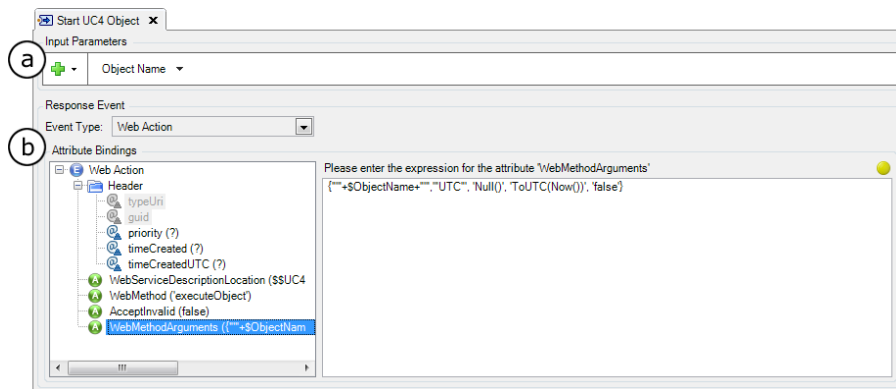 Start UC4 Object
Input Parameters
a
Object Name
Response Event
Event Type: Web Action
b
Attribute Bindings
Web Action
Header
typeUri
guid
priority (?)
timeCreated (?)
timeCreatedUTC (?)
WebServiceDescriptionLocation ($$UC4
WebMethod ('executeObject')
AcceptInvalid (false)
WebMethodArguments ({"'"+$ObjectNam
Please enter the expression for the attribute 'WebMethodArguments'
{"'"+$ObjectName+"'","'UTC'", 'Null()', 'ToUTC(Now())', 'false'}